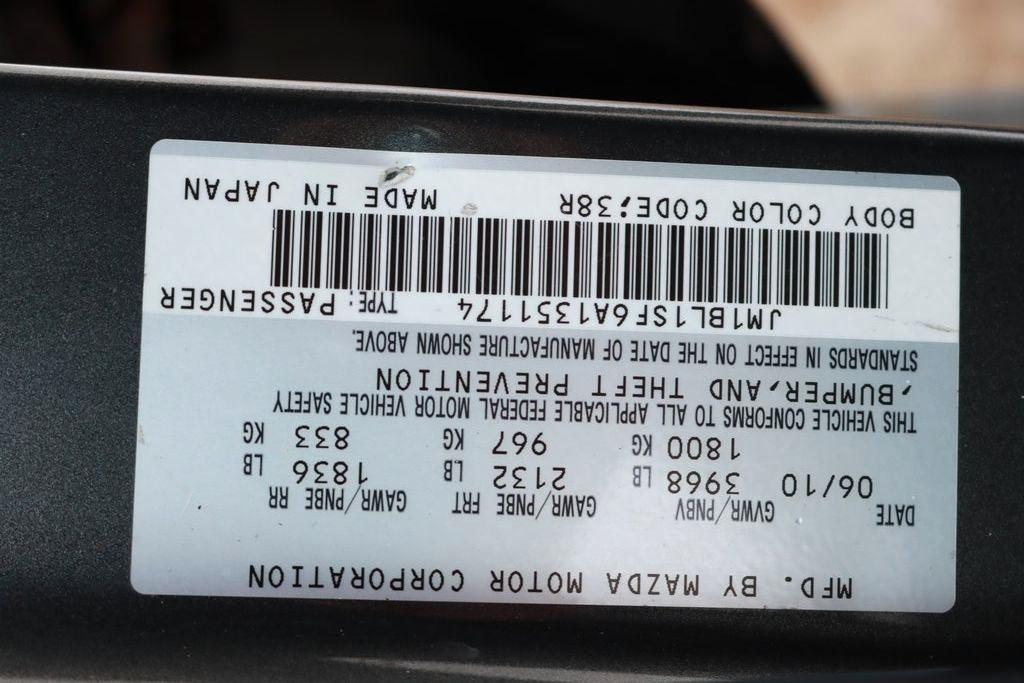 MFD. BY MAZDA MOTOR CORPORATION
DATE GVWR/PNBV GAWR/PNBE FRT GAWR/PNBE RR
06/10 3968 LB 2132 LB 1836 LB
1800 KG 967 KG 833 KG
THIS VEHICLE CONFORMS TO ALL APPLICABLE FEDERAL MOTOR VEHICLE SAFETY
,BUMPER,AND THEFT PREVENTION
STANDARDS IN EFFECT ON THE DATE OF MANUFACTURE SHOWN ABOVE.
JM1BL1SF6A1351174 TYPE: PASSENGER
BODY COLOR CODE:38R MADE IN JAPAN